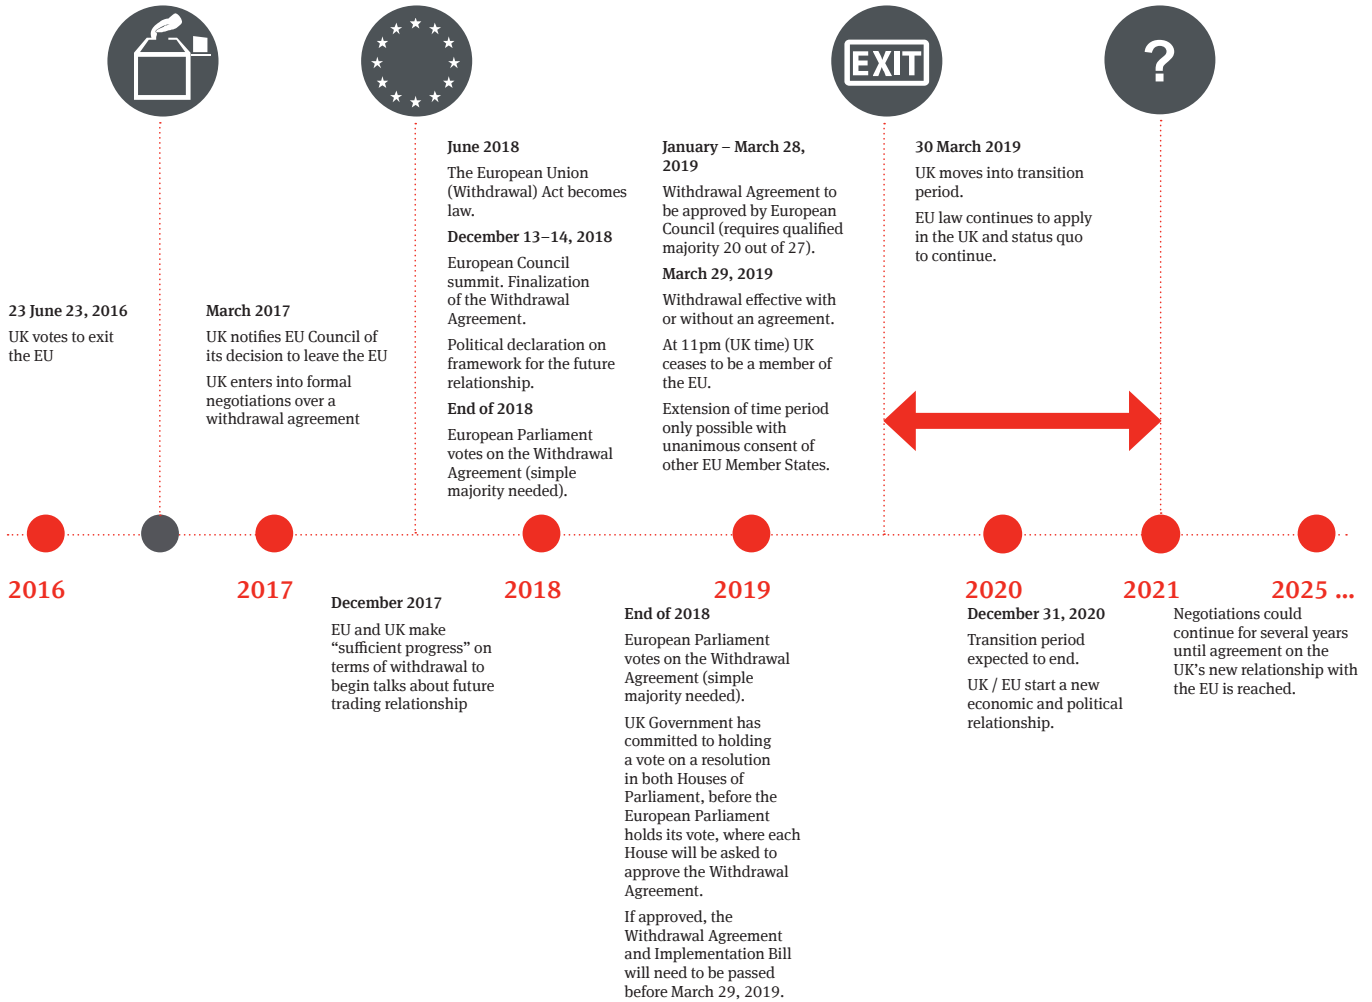 EXIT
?
23 June 23, 2016
UK votes to exit
the EU
March 2017
UK notifies EU Council of
its decision to leave the EU
UK enters into formal
negotiations over a
withdrawal agreement
June 2018
The European Union
(Withdrawal) Act becomes
law.
December 13–14, 2018
European Council
summit. Finalization
of the Withdrawal
Agreement.
Political declaration on
framework for the future
relationship.
End of 2018
European Parliament
votes on the Withdrawal
Agreement (simple
majority needed).
January – March 28,
2019
Withdrawal Agreement to
be approved by European
Council (requires qualified
majority 20 out of 27).
March 29, 2019
Withdrawal effective with
or without an agreement.
At 11pm (UK time) UK
ceases to be a member of
the EU.
Extension of time period
only possible with
unanimous consent of
other EU Member States.
30 March 2019
UK moves into transition
period.
EU law continues to apply
in the UK and status quo
to continue.
2016
2017
2018
2019
2020
2021
2025 ...
December 2017
EU and UK make
“sufficient progress” on
terms of withdrawal to
begin talks about future
trading relationship
End of 2018
European Parliament
votes on the Withdrawal
Agreement (simple
majority needed).
UK Government has
committed to holding
a vote on a resolution
in both Houses of
Parliament, before the
European Parliament
holds its vote, where each
House will be asked to
approve the Withdrawal
Agreement.
If approved, the
Withdrawal Agreement
and Implementation Bill
will need to be passed
before March 29, 2019.
December 31, 2020
Transition period
expected to end.
UK / EU start a new
economic and political
relationship.
Negotiations could
continue for several years
until agreement on the
UK’s new relationship with
the EU is reached.